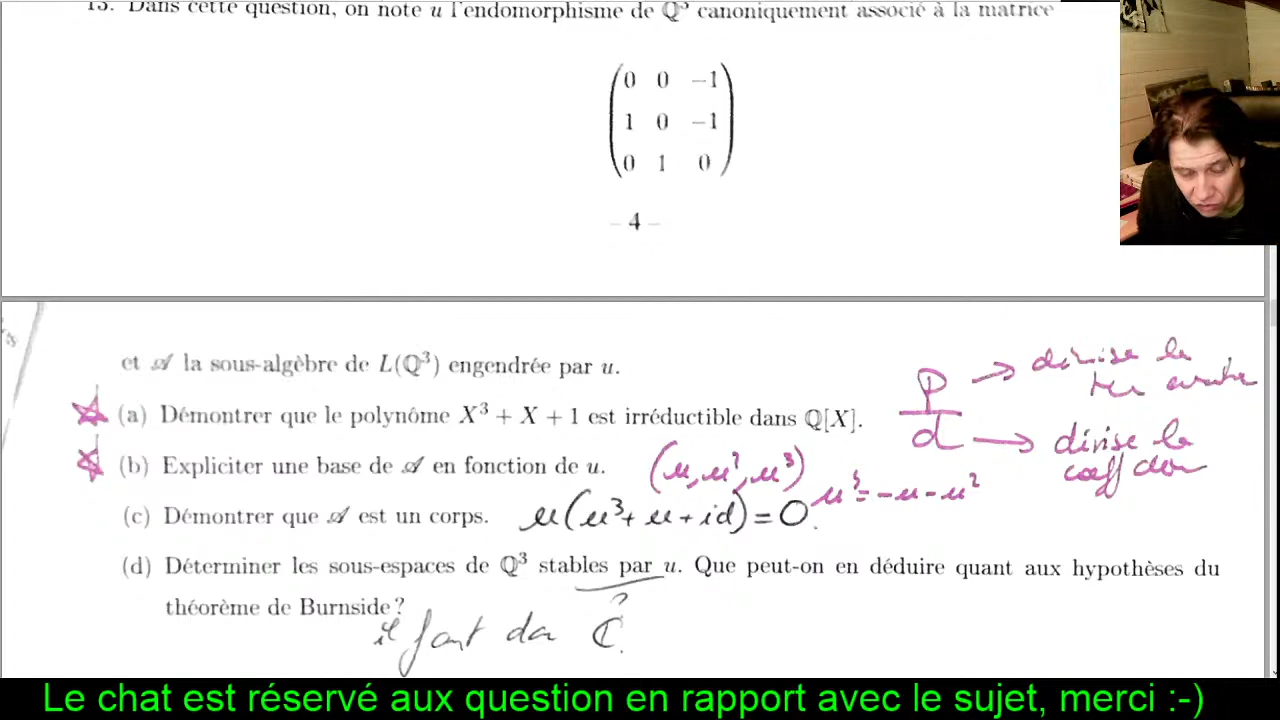 13. Dans cette question, on note u l'endomorphisme de ℚ³ canoniquement associé à la matrice
0 0 −1
1 0 −1
0 1 0
– 4 –
et 𝒜 la sous-algèbre de L(ℚ³) engendrée par u.
(a) Démontrer que le polynôme X³ + X + 1 est irréductible dans ℚ[X].
p → divise le
d → divise le
coeff dom
(b) Expliciter une base de 𝒜 en fonction de u. (u, u², u³)
u³ = -u - u²
(c) Démontrer que 𝒜 est un corps. u(u³ + u + id) = 0.
(d) Déterminer les sous-espaces de ℚ³ stables par u. Que peut-on en déduire quant aux hypothèses du
théorème de Burnside ?
il faut ℂ.
Le chat est réservé aux question en rapport avec le sujet, merci :-)